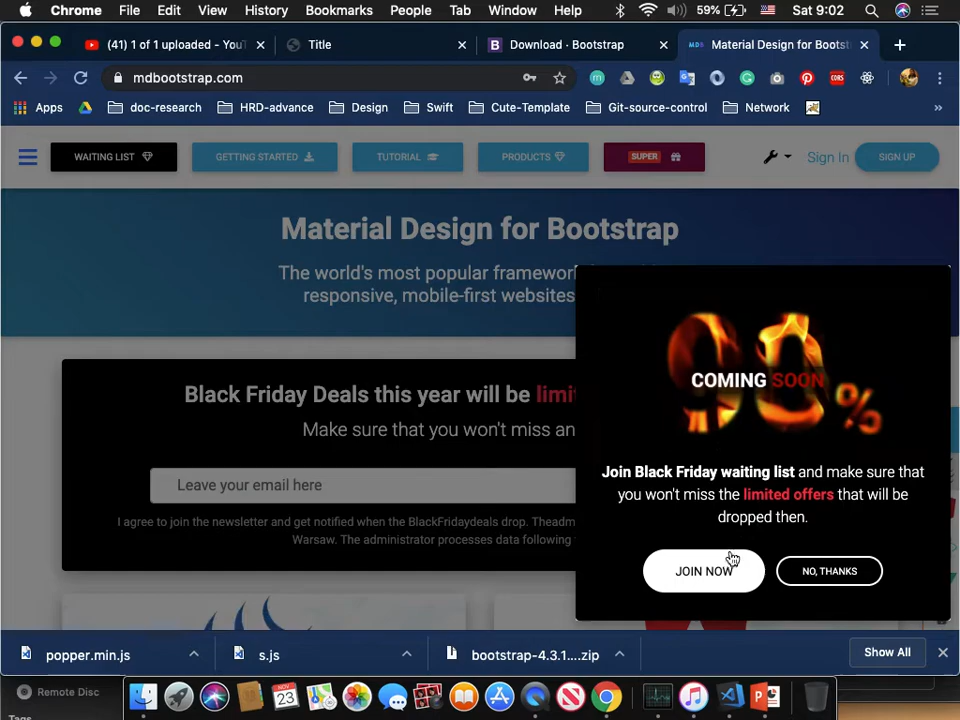 Chrome File Edit View History Bookmarks People Tab Window Help 59% Sat 9:02
(41) 1 of 1 uploaded - You
Title
Download · Bootstrap
Material Design for Bootst
mdbootstrap.com
CORS
Apps doc-research HRD-advance Design Swift Cute-Template Git-source-control Network »
WAITING LIST GETTING STARTED TUTORIAL PRODUCTS SUPER Sign In SIGN UP
Material Design for Bootstrap
The world's most popular framework
responsive, mobile-first websites
Black Friday Deals this year will be limi
Make sure that you won't miss an
Leave your email here
I agree to join the newsletter and get notified when the BlackFridaydeals drop. Theadm
Warsaw. The administrator processes data following
90 %
COMING SOON
Join Black Friday waiting list and make sure that
you won't miss the limited offers that will be
dropped then.
JOIN NOW NO, THANKS
popper.min.js s.js bootstrap-4.3.1....zip Show All
Remote Disc
NOV
23
Tags